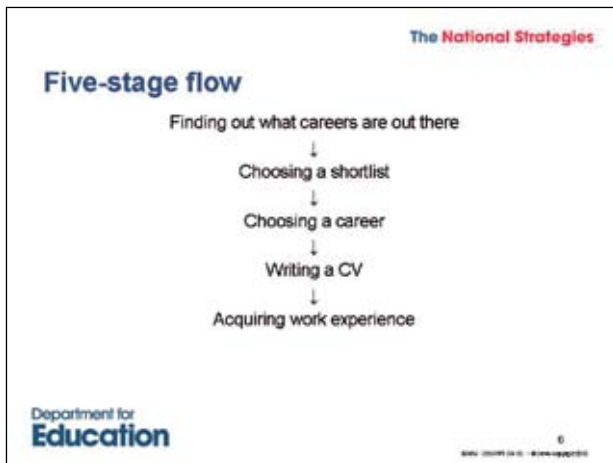 The National Strategies
Five-stage flow
Finding out what careers are out there
↓
Choosing a shortlist
↓
Choosing a career
↓
Writing a CV
↓
Acquiring work experience
Department for
Education
6